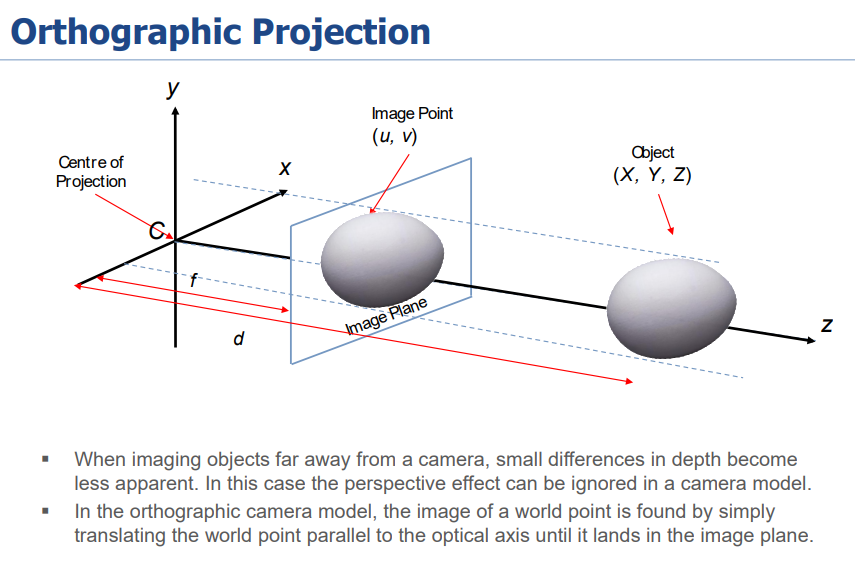 Orthographic Projection
y
Image Point
(u, v)
Object
(X, Y, Z)
Centre of
Projection
x
C
f
Image Plane
d
z
▪ When imaging objects far away from a camera, small differences in depth become
less apparent. In this case the perspective effect can be ignored in a camera model.
▪ In the orthographic camera model, the image of a world point is found by simply
translating the world point parallel to the optical axis until it lands in the image plane.